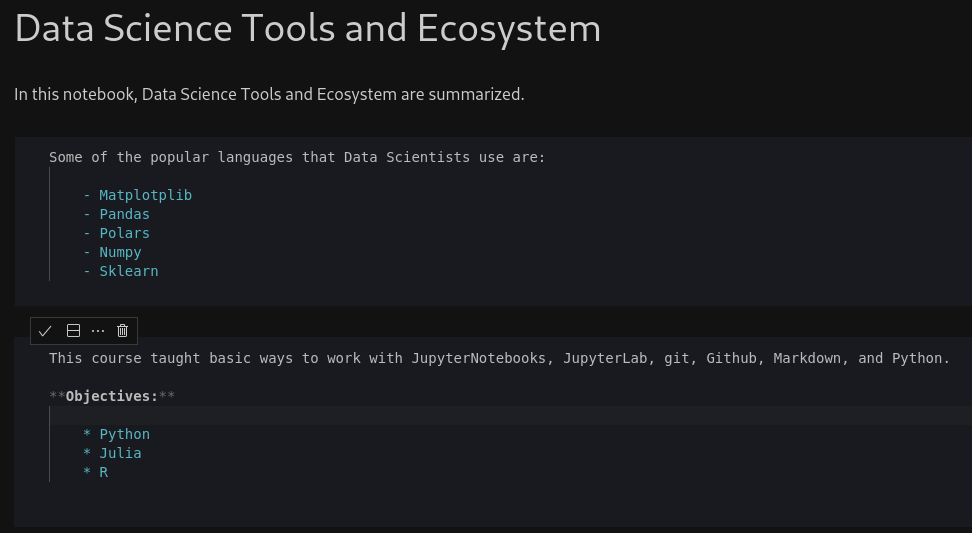 Data Science Tools and Ecosystem
In this notebook, Data Science Tools and Ecosystem are summarized.
Some of the popular languages that Data Scientists use are:
- Matplotplib
- Pandas
- Polars
- Numpy
- Sklearn
This course taught basic ways to work with JupyterNotebooks, JupyterLab, git, Github, Markdown, and Python.
**Objectives:**
* Python
* Julia
* R